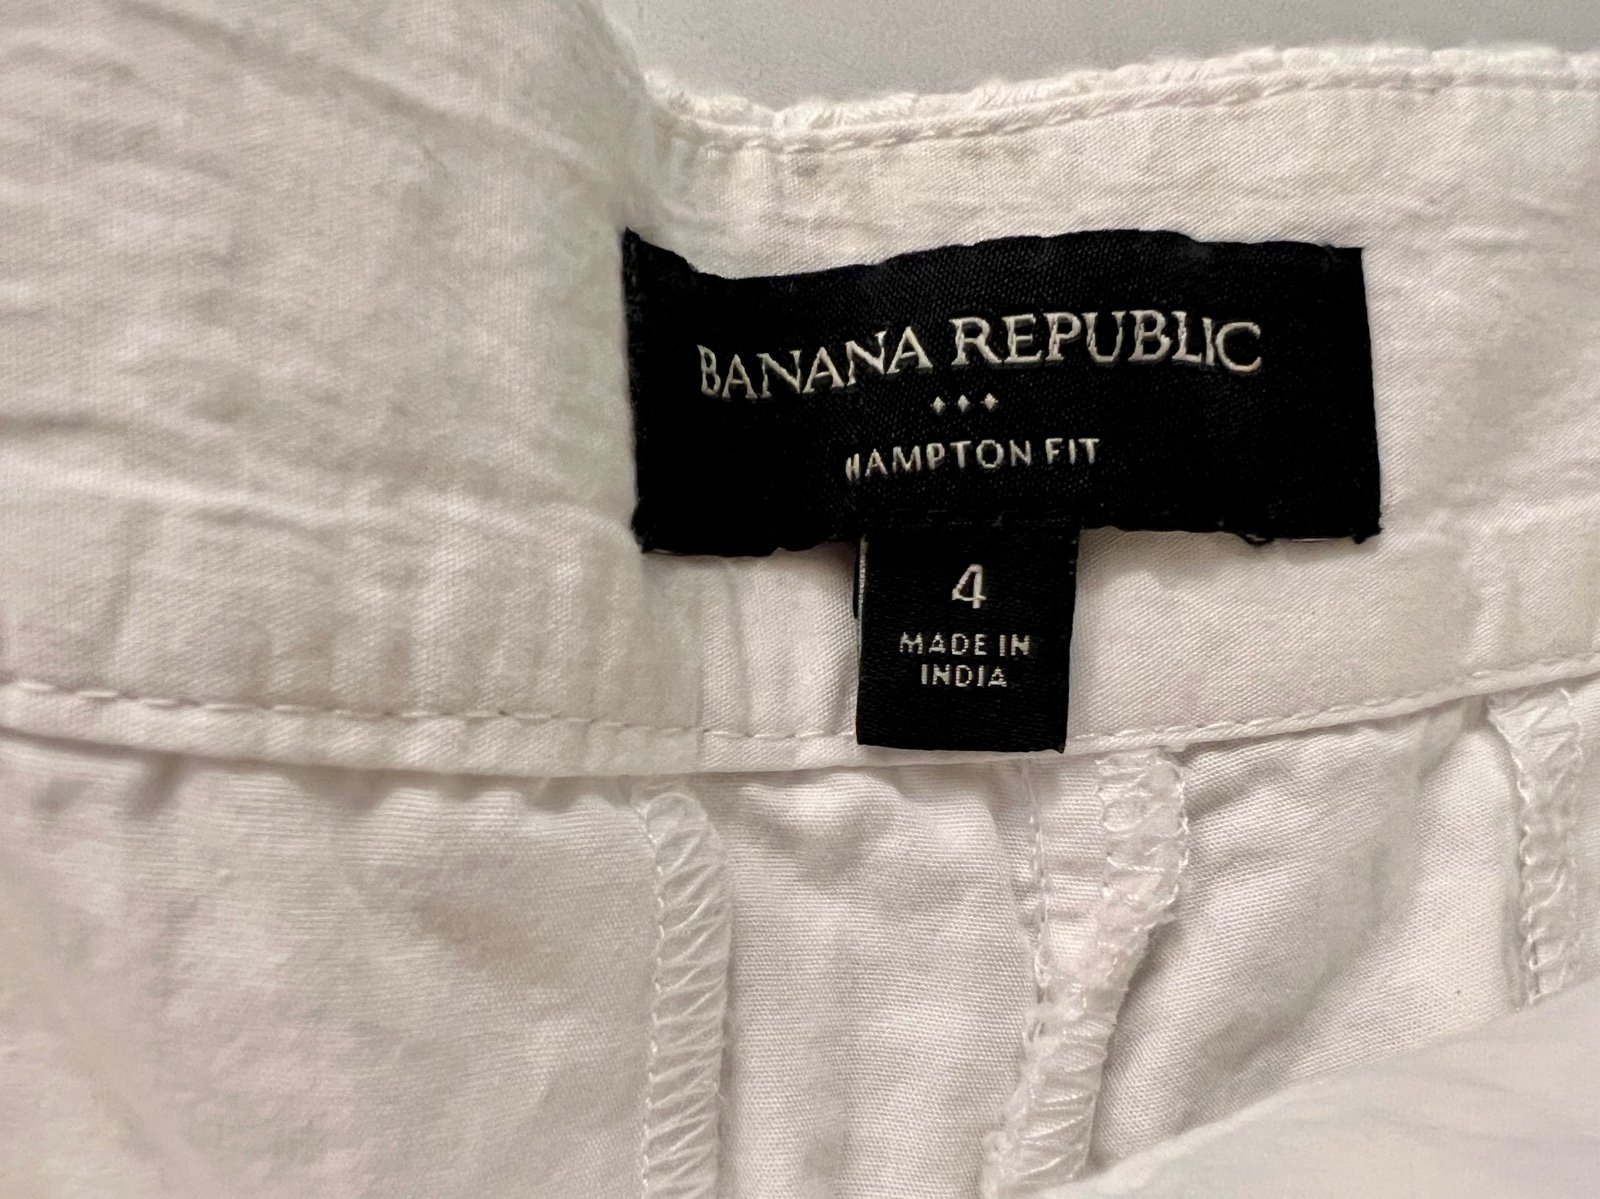 BANANA REPUBLIC
HAMPTON FIT
4
MADE IN
INDIA